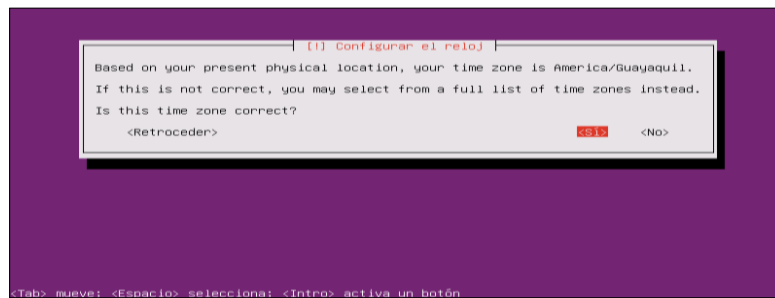 [!] Configurar el reloj
Based on your present physical location, your time zone is America/Guayaquil.
If this is not correct, you may select from a full list of time zones instead.
Is this time zone correct?
<Retroceder> <Sí> <No>
<Tab> mueve; <Espacio> selecciona; <Intro> activa un botón